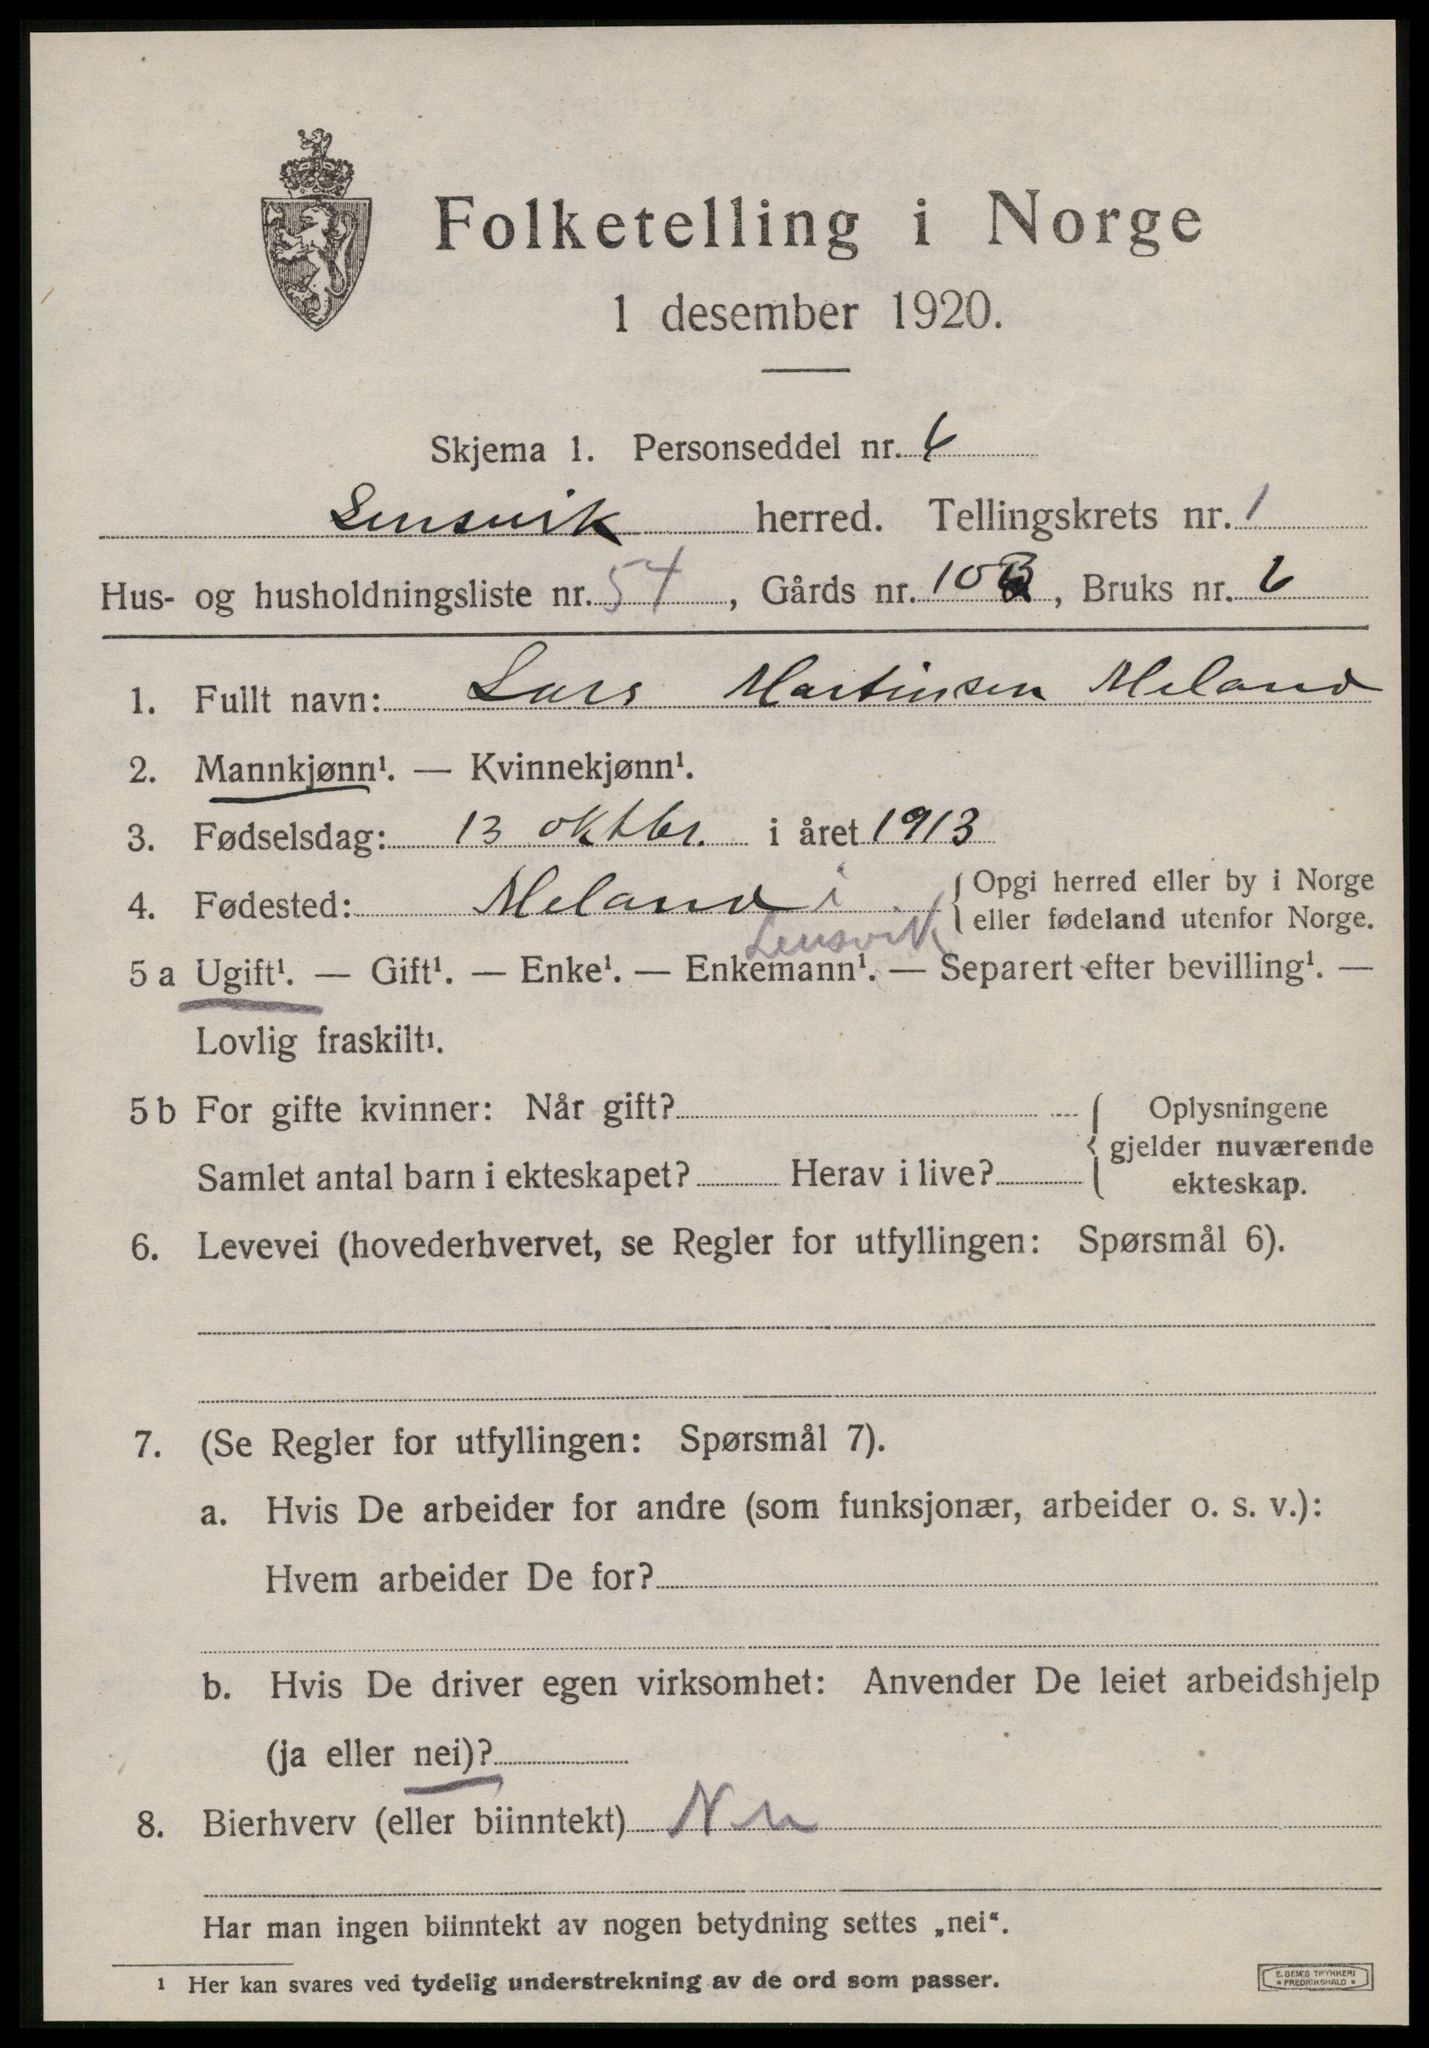 Folketelling i Norge
1 desember 1920.
Skjema 1. Personseddel nr. 6
Lensvik herred. Tellingskrets nr. 1
Hus- og husholdningsliste nr. 54, Gårds nr. 10 B, Bruks nr. 6
1. Fullt navn: Lars Martinsen Meland
2. Mannkjønn¹. — Kvinnekjønn¹.
3. Fødselsdag: 13 oktbr. i året 1913
4. Fødested: Meland i Lensvik { Opgi herred eller by i Norge
eller fødeland utenfor Norge.
5 a Ugift¹. — Gift¹. — Enke¹. — Enkemann¹. — Separert efter bevilling¹. —
Lovlig fraskilt¹.
5 b For gifte kvinner: Når gift? { Oplysningene
gjelder nuværende
Samlet antal barn i ekteskapet? Herav i live? ekteskap.
6. Levevei (hovederhvervet, se Regler for utfyllingen: Spørsmål 6).
7. (Se Regler for utfyllingen: Spørsmål 7).
a. Hvis De arbeider for andre (som funksjonær, arbeider o. s. v.):
Hvem arbeider De for?
b. Hvis De driver egen virksomhet: Anvender De leiet arbeidshjelp
(ja eller nei)?
8. Bierhverv (eller biinntekt) Nei
Har man ingen biinntekt av nogen betydning settes „nei“.
¹ Her kan svares ved tydelig understrekning av de ord som passer.
E. SEM'S TRYKKERI
FREDRIKSHALD